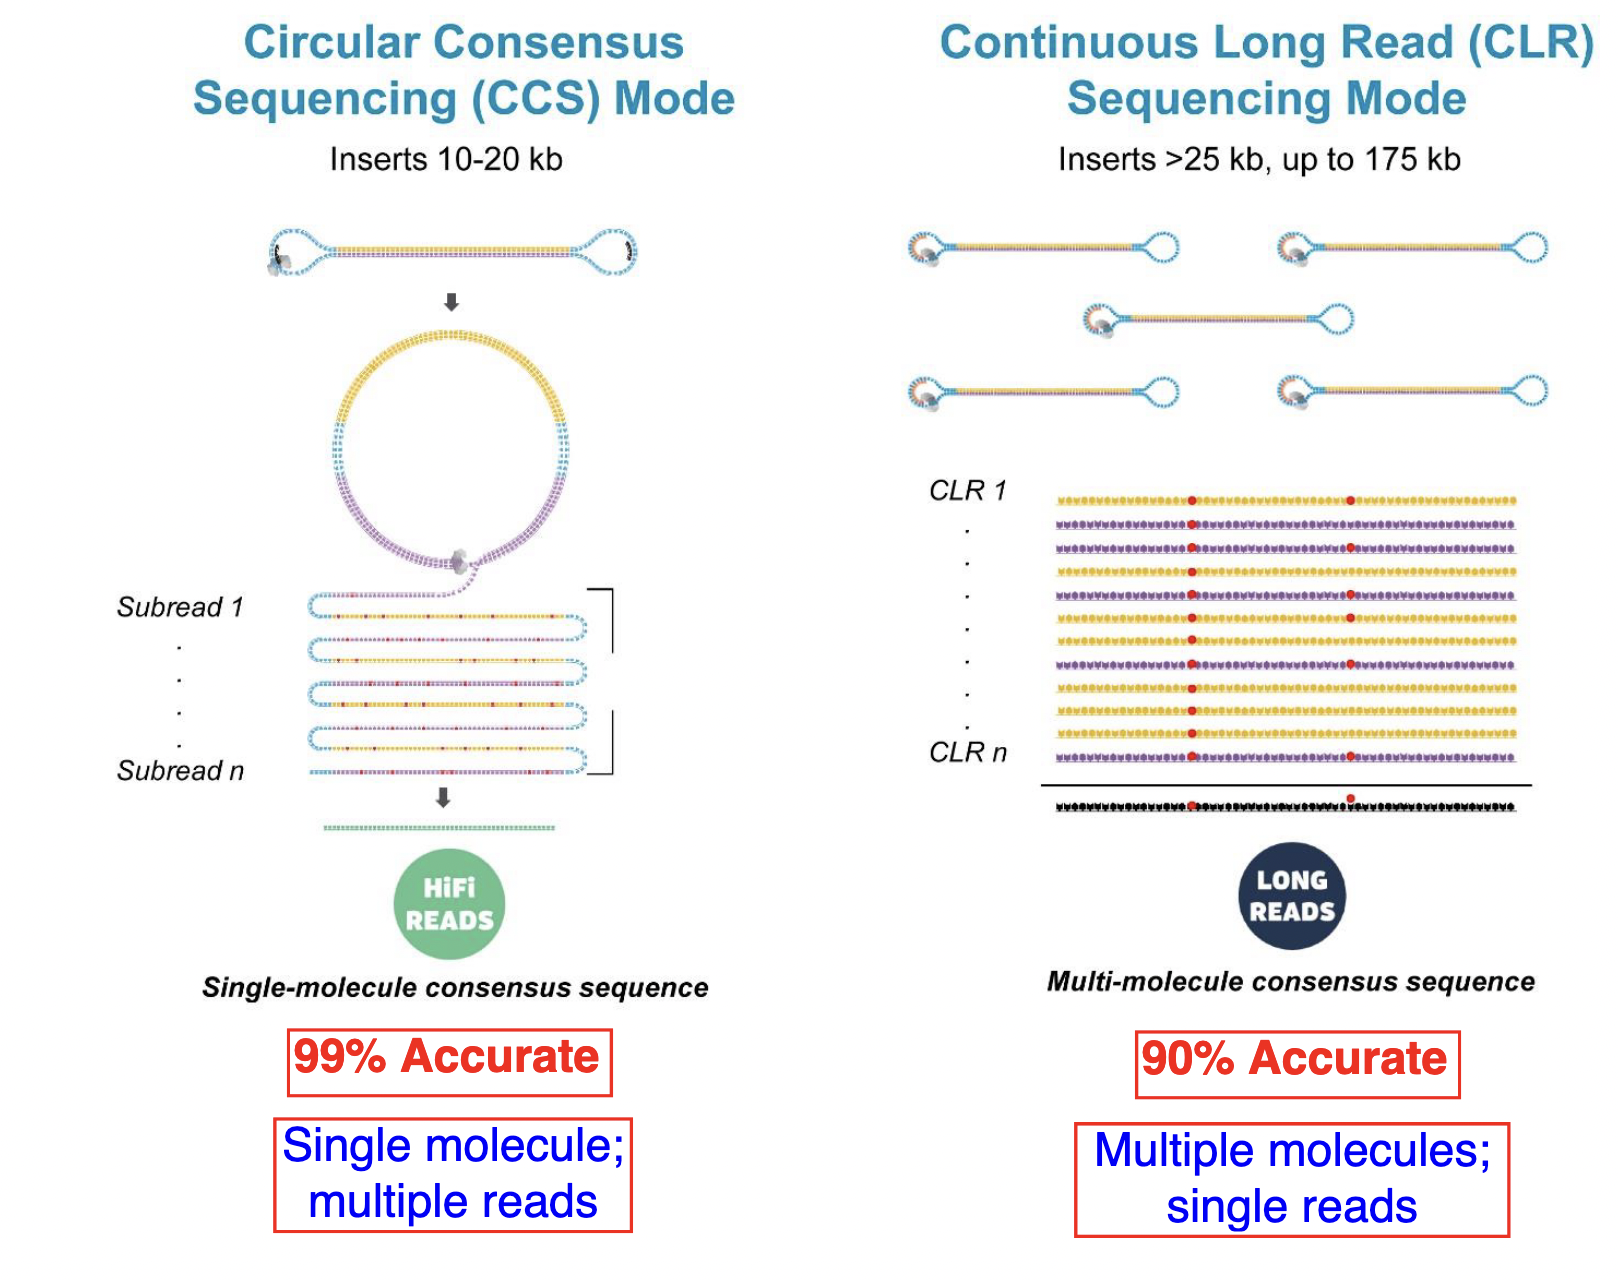 Circular Consensus
Sequencing (CCS) Mode
Inserts 10-20 kb
Subread 1
.
.
.
.
Subread n
HiFi
READS
Single-molecule consensus sequence
99% Accurate
Single molecule;
multiple reads
Continuous Long Read (CLR)
Sequencing Mode
Inserts >25 kb, up to 175 kb
CLR 1
.
.
.
.
.
.
.
CLR n
LONG
READS
Multi-molecule consensus sequence
90% Accurate
Multiple molecules;
single reads